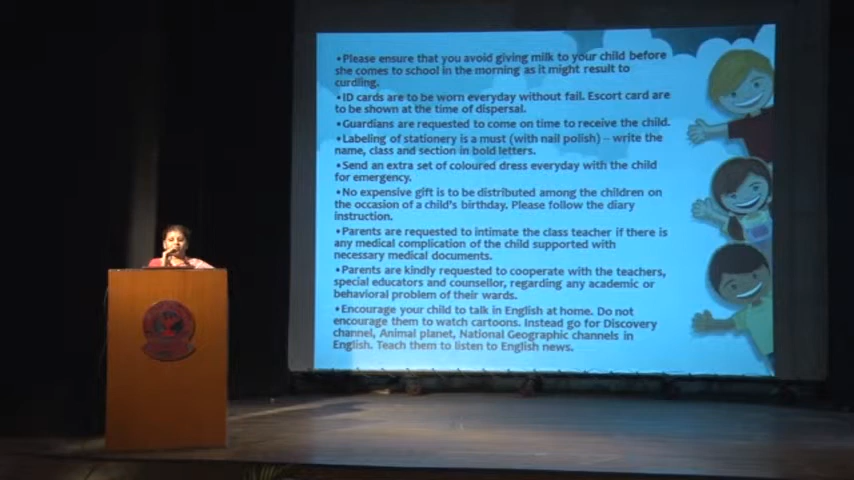 •Please ensure that you avoid giving milk to your child before
she comes to school in the morning as it might result to
curdling.
•ID cards are to be worn everyday without fail. Escort card are
to be shown at the time of dispersal.
•Guardians are requested to come on time to receive the child.
•Labeling of stationery is a must (with nail polish) – write the
name, class and section in bold letters.
•Send an extra set of coloured dress everyday with the child
for emergency.
•No expensive gift is to be distributed among the children on
the occasion of a child's birthday. Please follow the diary
instruction.
•Parents are requested to intimate the class teacher if there is
any medical complication of the child supported with
necessary medical documents.
•Parents are kindly requested to cooperate with the teachers,
special educators and counsellor, regarding any academic or
behavioral problem of their wards.
•Encourage your child to talk in English at home. Do not
encourage them to watch cartoons. Instead go for Discovery
channel, Animal planet, National Geographic channels in
English. Teach them to listen to English news.